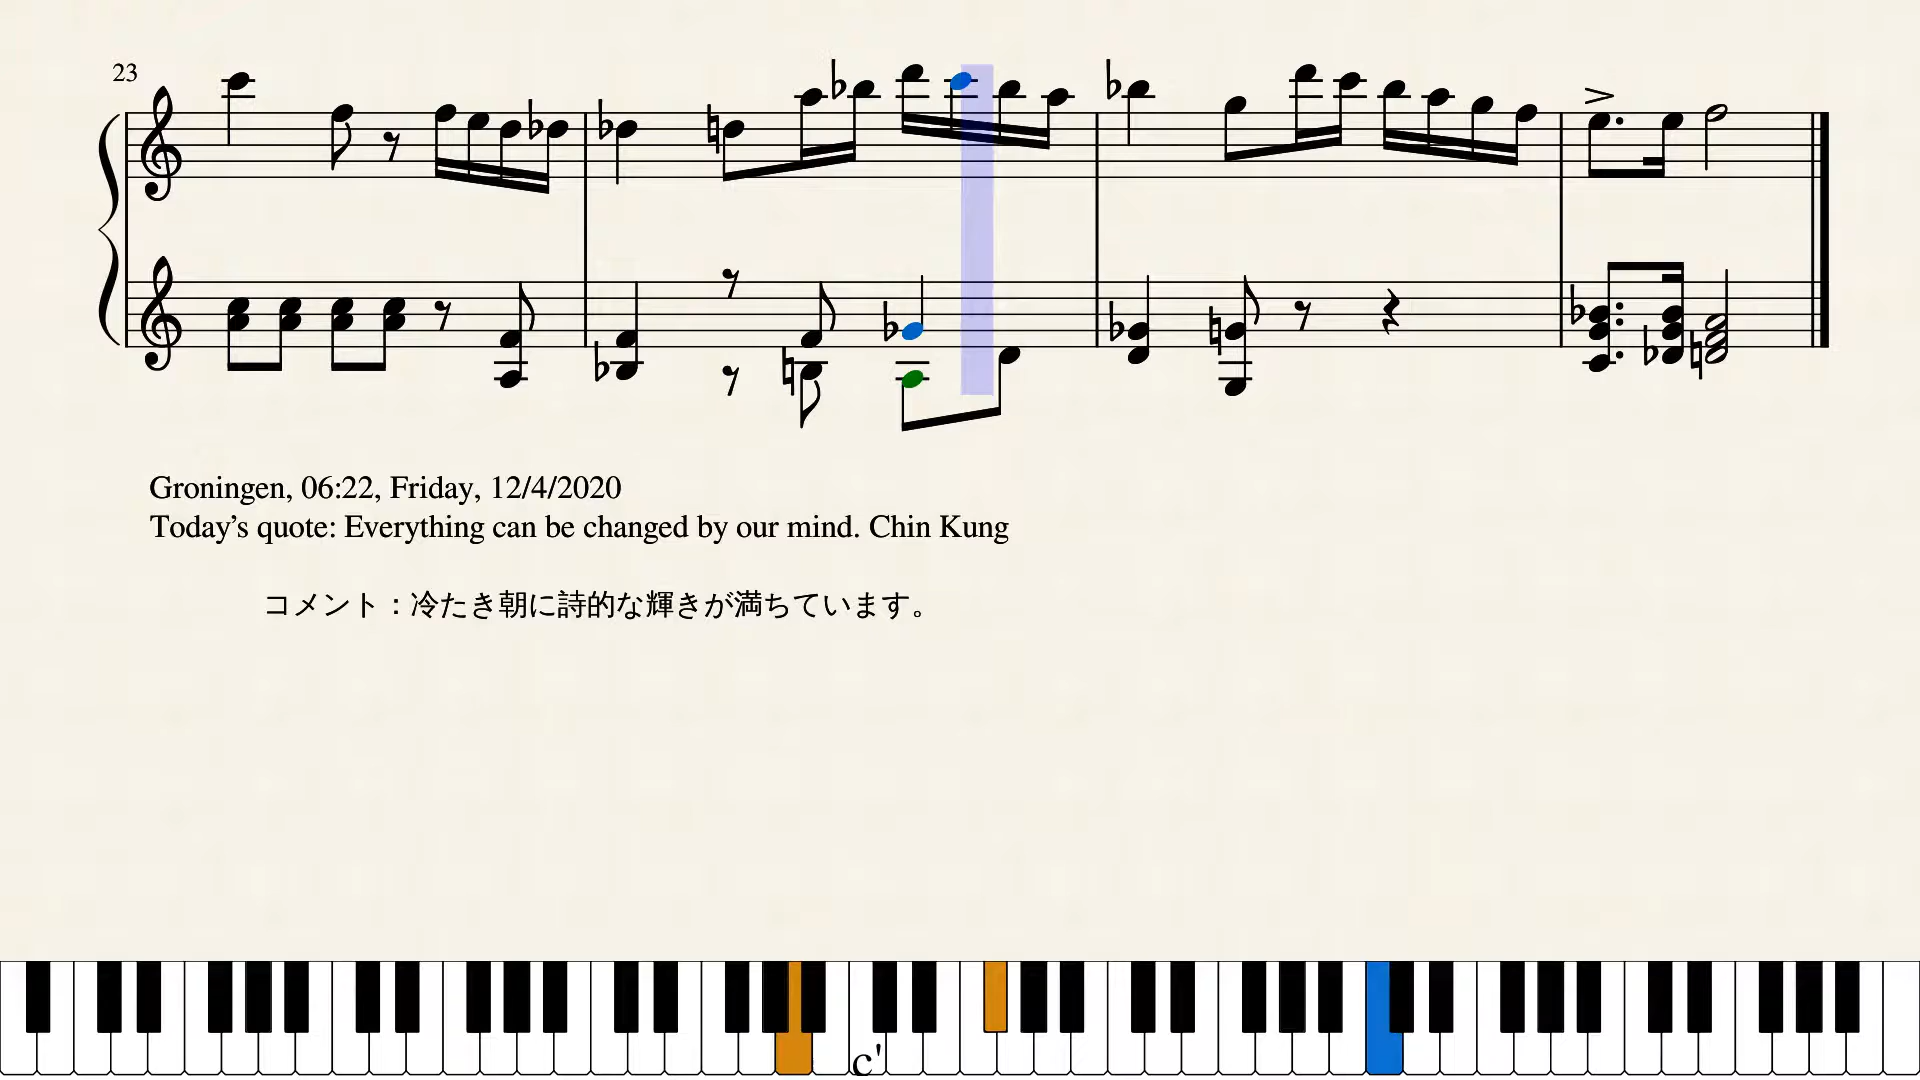 23
Groningen, 06:22, Friday, 12/4/2020
Today’s quote: Everything can be changed by our mind. Chin Kung
コメント：冷たき朝に詩的な輝きが満ちています。
c'